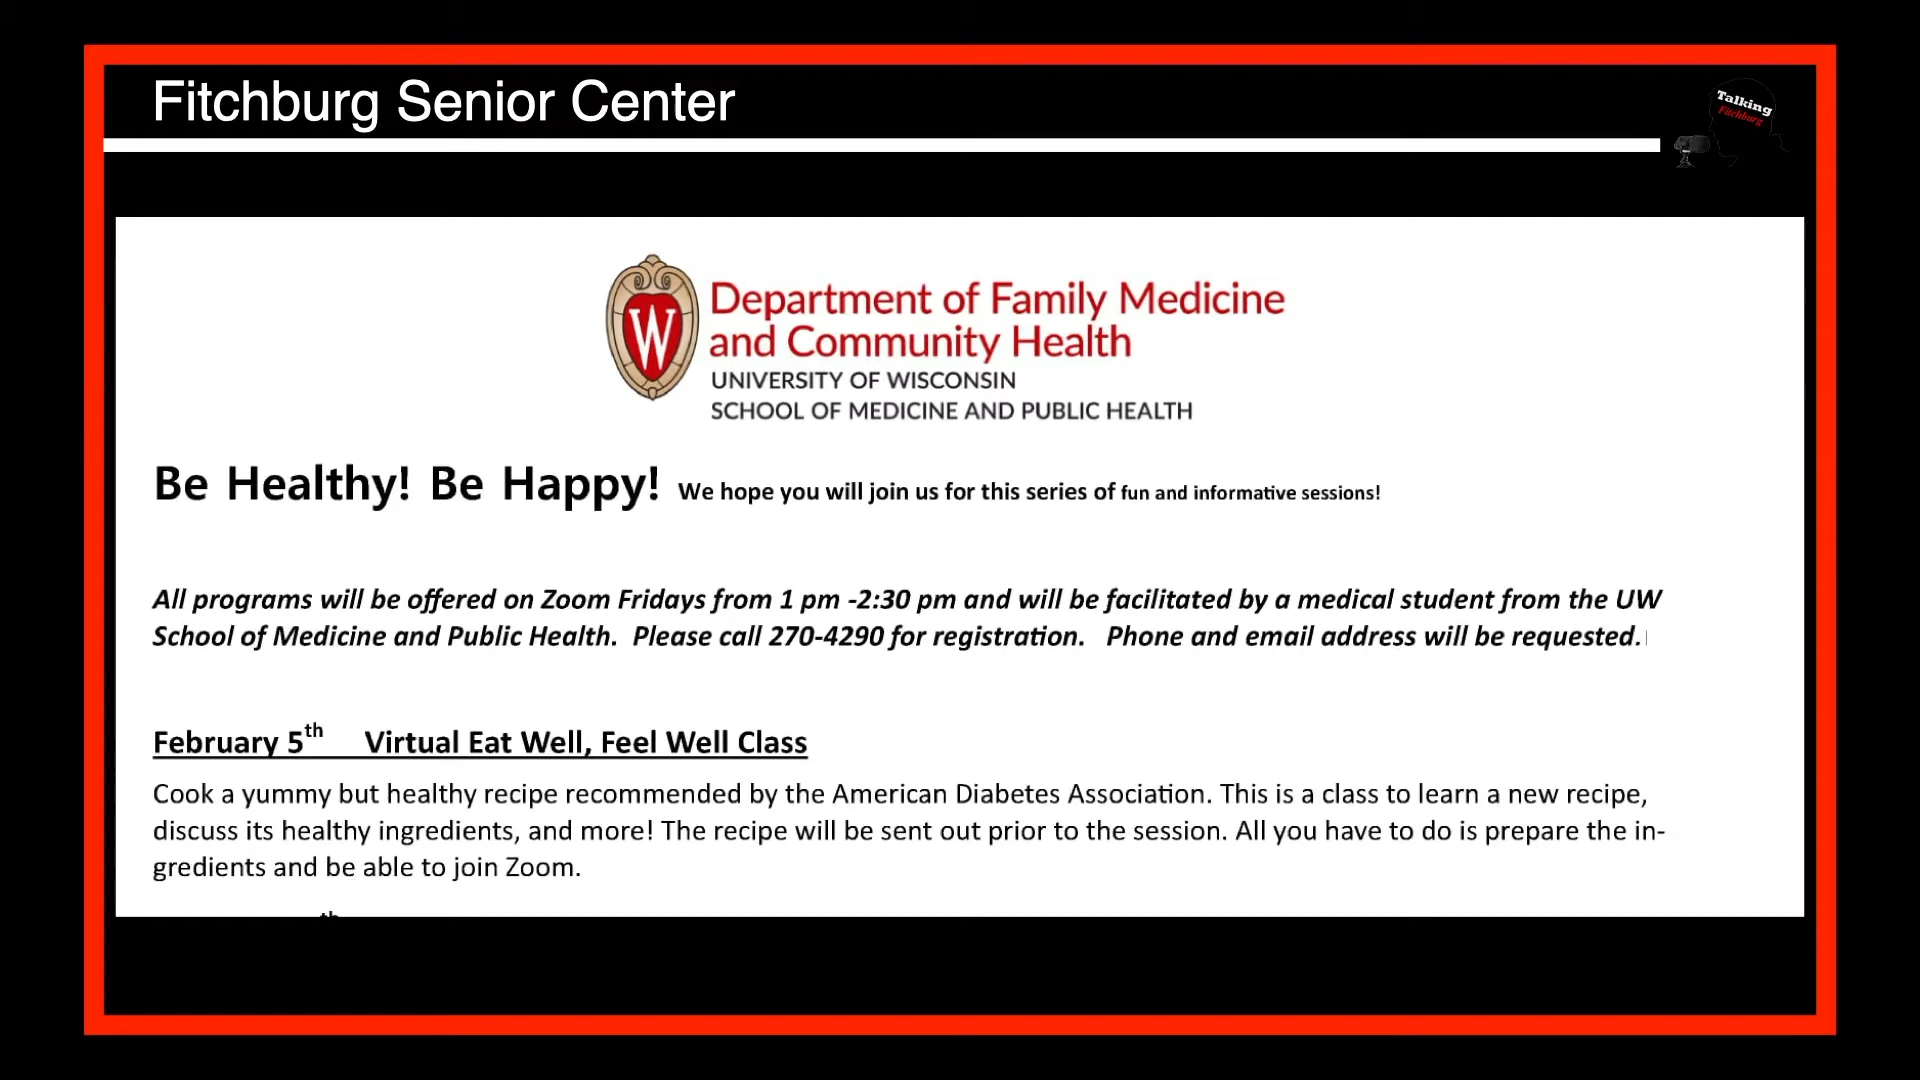 Fitchburg Senior Center
Talking
Fitchburg
W
Department of Family Medicine
and Community Health
UNIVERSITY OF WISCONSIN
SCHOOL OF MEDICINE AND PUBLIC HEALTH
Be Healthy! Be Happy! We hope you will join us for this series of fun and informative sessions!
All programs will be offered on Zoom Fridays from 1 pm -2:30 pm and will be facilitated by a medical student from the UW
School of Medicine and Public Health.  Please call 270-4290 for registration.   Phone and email address will be requested.
February 5th     Virtual Eat Well, Feel Well Class
Cook a yummy but healthy recipe recommended by the American Diabetes Association. This is a class to learn a new recipe,
discuss its healthy ingredients, and more! The recipe will be sent out prior to the session. All you have to do is prepare the in-
gredients and be able to join Zoom.